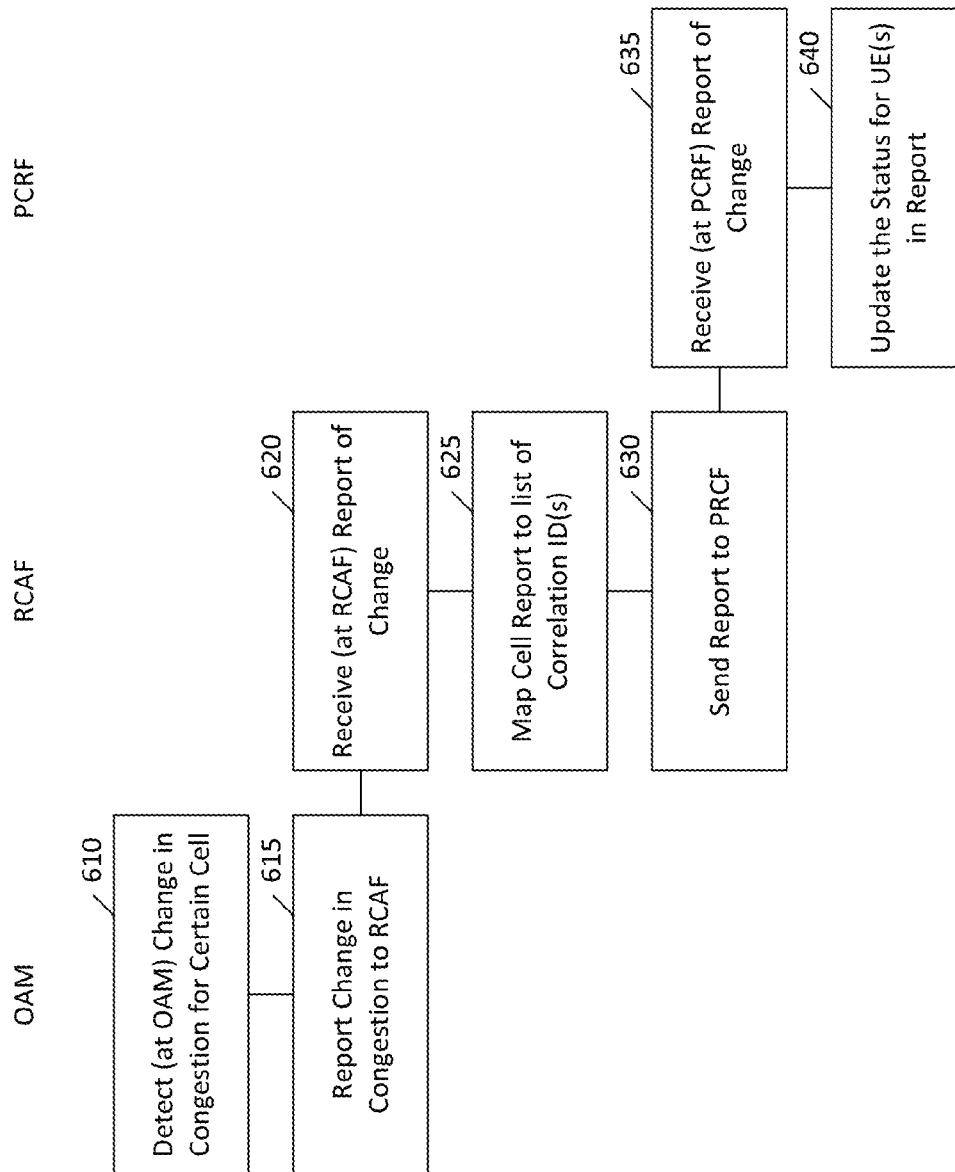 OAM
RCAF
PCRF
610
Detect (at OAM) Change in
Congestion for Certain Cell
615
Report Change in
Congestion to RCAF
620
Receive (at RCAF) Report of
Change
625
Map Cell Report to list of
Correlation ID(s)
630
Send Report to PRCF
635
Receive (at PCRF) Report of
Change
640
Update the Status for UE(s)
in Report